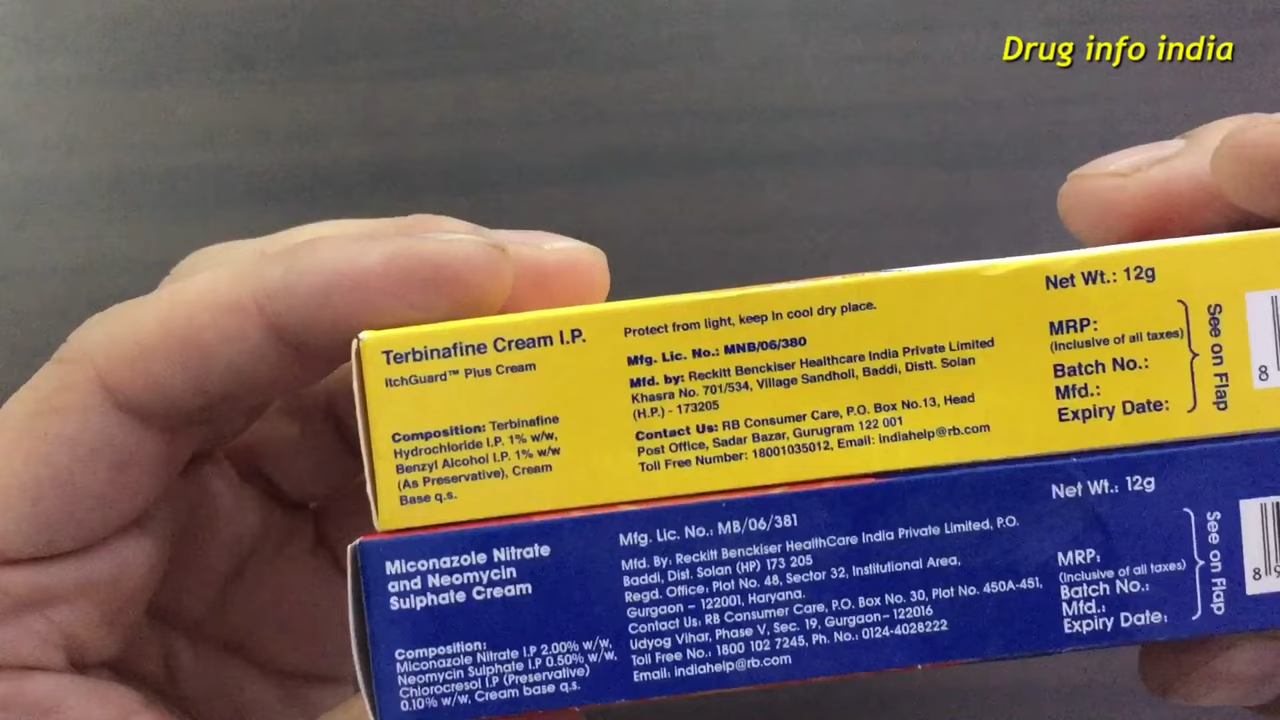 Drug info india
Terbinafine Cream I.P.
ItchGuard™ Plus Cream
Composition: Terbinafine
Hydrochloride I.P. 1% w/w,
Benzyl Alcohol I.P. 1% w/w
(As Preservative), Cream
Base q.s.
Protect from light, keep In cool dry place.
Mfg. Lic. No.: MNB/06/380
Mfd. by: Reckitt Benckiser Healthcare India Private Limited
Khasra No. 701/534, Village Sandholi, Baddi, Distt. Solan
(H.P.) - 173205
Contact Us: RB Consumer Care, P.O. Box No.13, Head
Post Office, Sadar Bazar, Gurugram 122 001
Toll Free Number: 18001035012, Email: indiahelp@rb.com
Net Wt.: 12g
MRP:
(Inclusive of all taxes)
Batch No.:
Mfd.:
Expiry Date:
See on Flap
8
Miconazole Nitrate
and Neomycin
Sulphate Cream
Composition:
Miconazole Nitrate I.P 2.00% w/w,
Neomycin Sulphate I.P 0.50% w/w,
Chlorocresol I.P (Preservative)
0.10% w/w, Cream base q.s.
Mfg. Lic. No.: MB/06/381
Mfd. By: Reckitt Benckiser HealthCare India Private Limited, P.O.
Baddi, Dist. Solan (HP) 173 205
Regd. Office: Plot No. 48, Sector 32, Institutional Area,
Gurgaon – 122001, Haryana.
Contact Us: RB Consumer Care, P.O. Box No. 30, Plot No. 450A-451,
Udyog Vihar, Phase V, Sec. 19, Gurgaon– 122016
Toll Free No.: 1800 102 7245, Ph. No.: 0124-4028222
Email: indiahelp@rb.com
Net Wt.: 12g
MRP:
(Inclusive of all taxes)
Batch No.:
Mfd.:
Expiry Date:
See on Flap
8